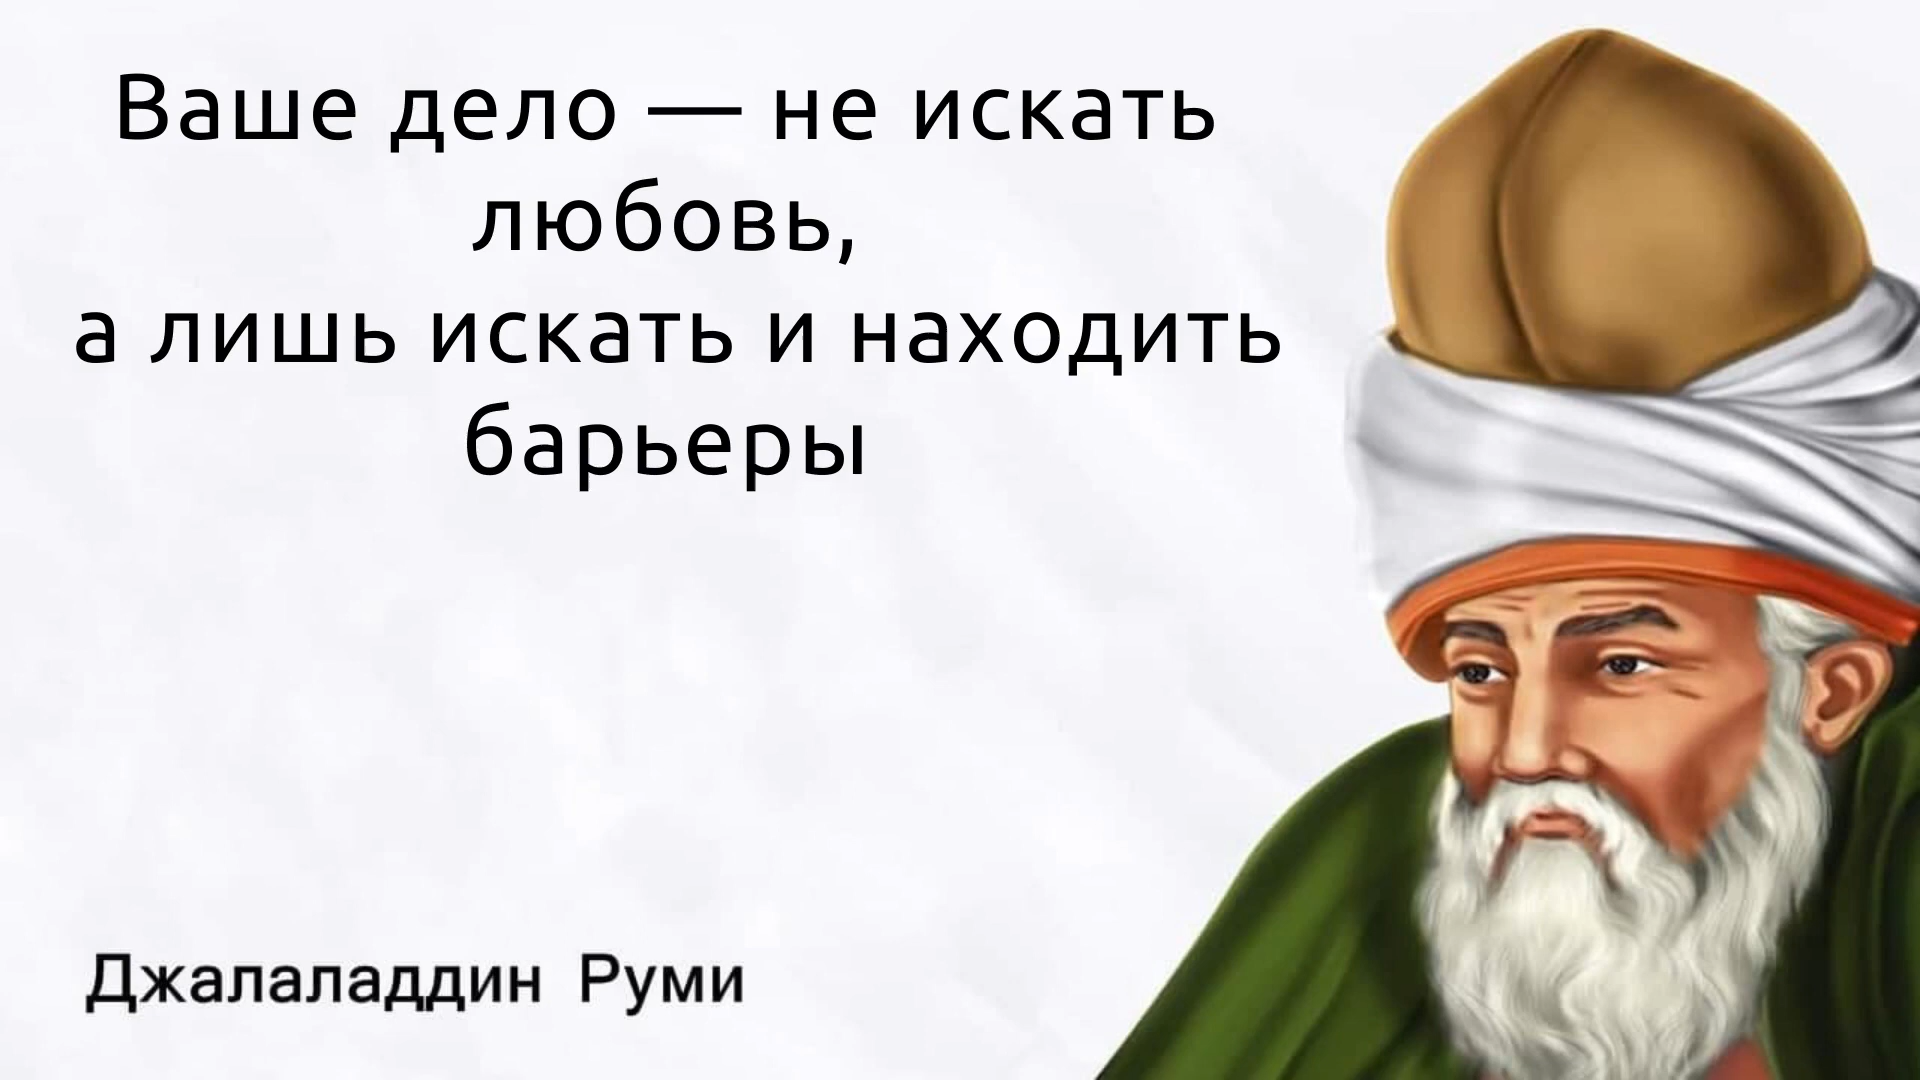 Ваше дело — не искать
любовь,
а лишь искать и находить
барьеры
Джалаладдин Руми